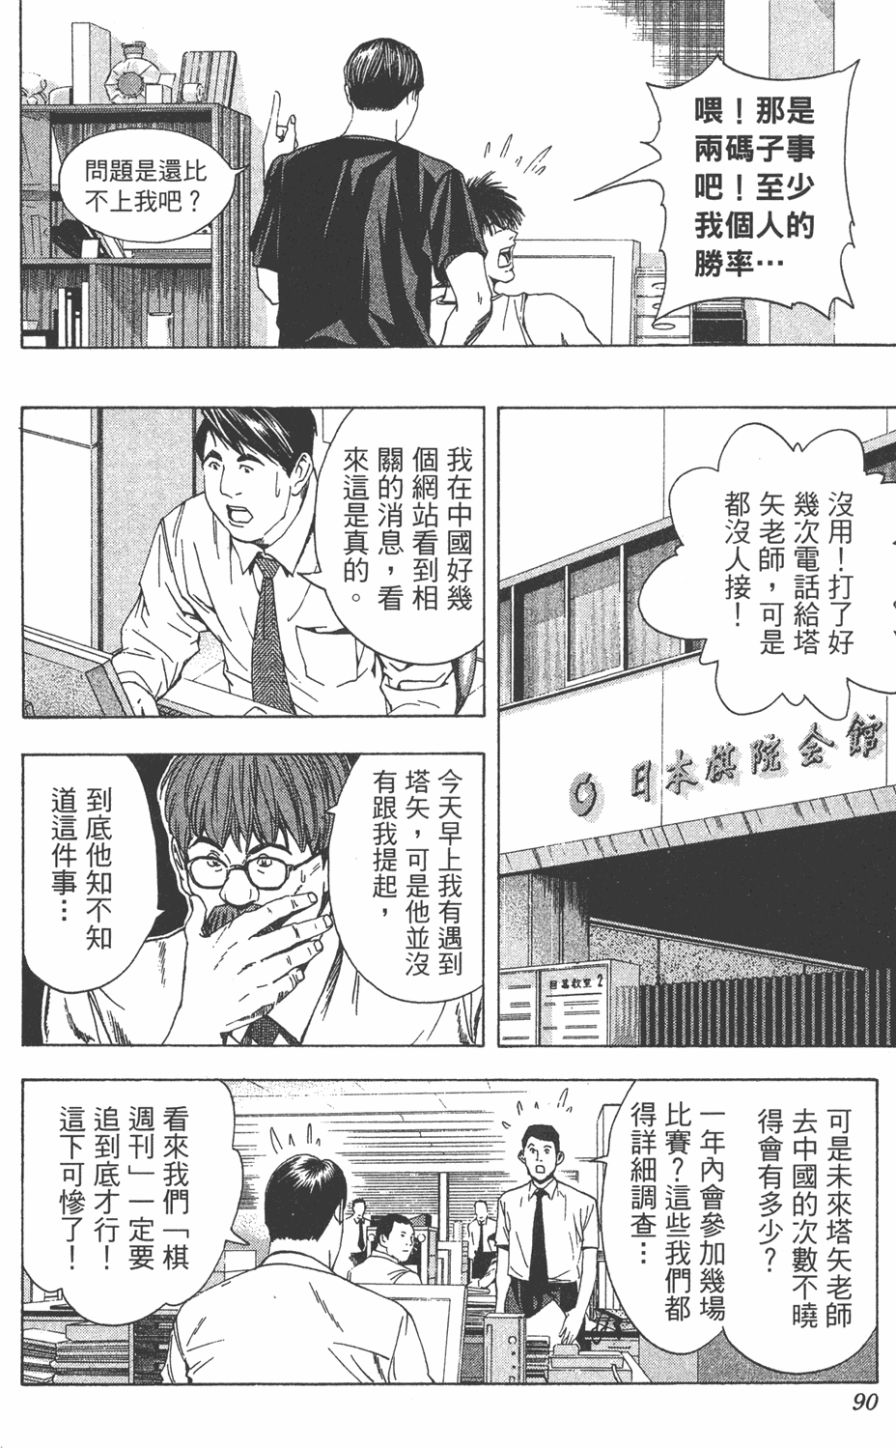 喂！那是
兩碼子事
吧！至少
我個人的
勝率…
問題是還比
不上我吧？
沒用！打了好
幾次電話給塔
矢老師，可是
都沒人接！
日本棋院会館
囲碁教室2
我在中國好幾
個網站看到相
關的消息，看
來這是真的。
今天早上我有遇到
塔矢，可是他並沒
有跟我提起，
到底他知不知
道這件事…
可是未來塔矢老師
去中國的次數不曉
得會有多少？
一年內會參加幾場
比賽？這些我們都
得詳細調查…
看來我們「棋
週刊」一定要
追到底才行！
這下可慘了！
90